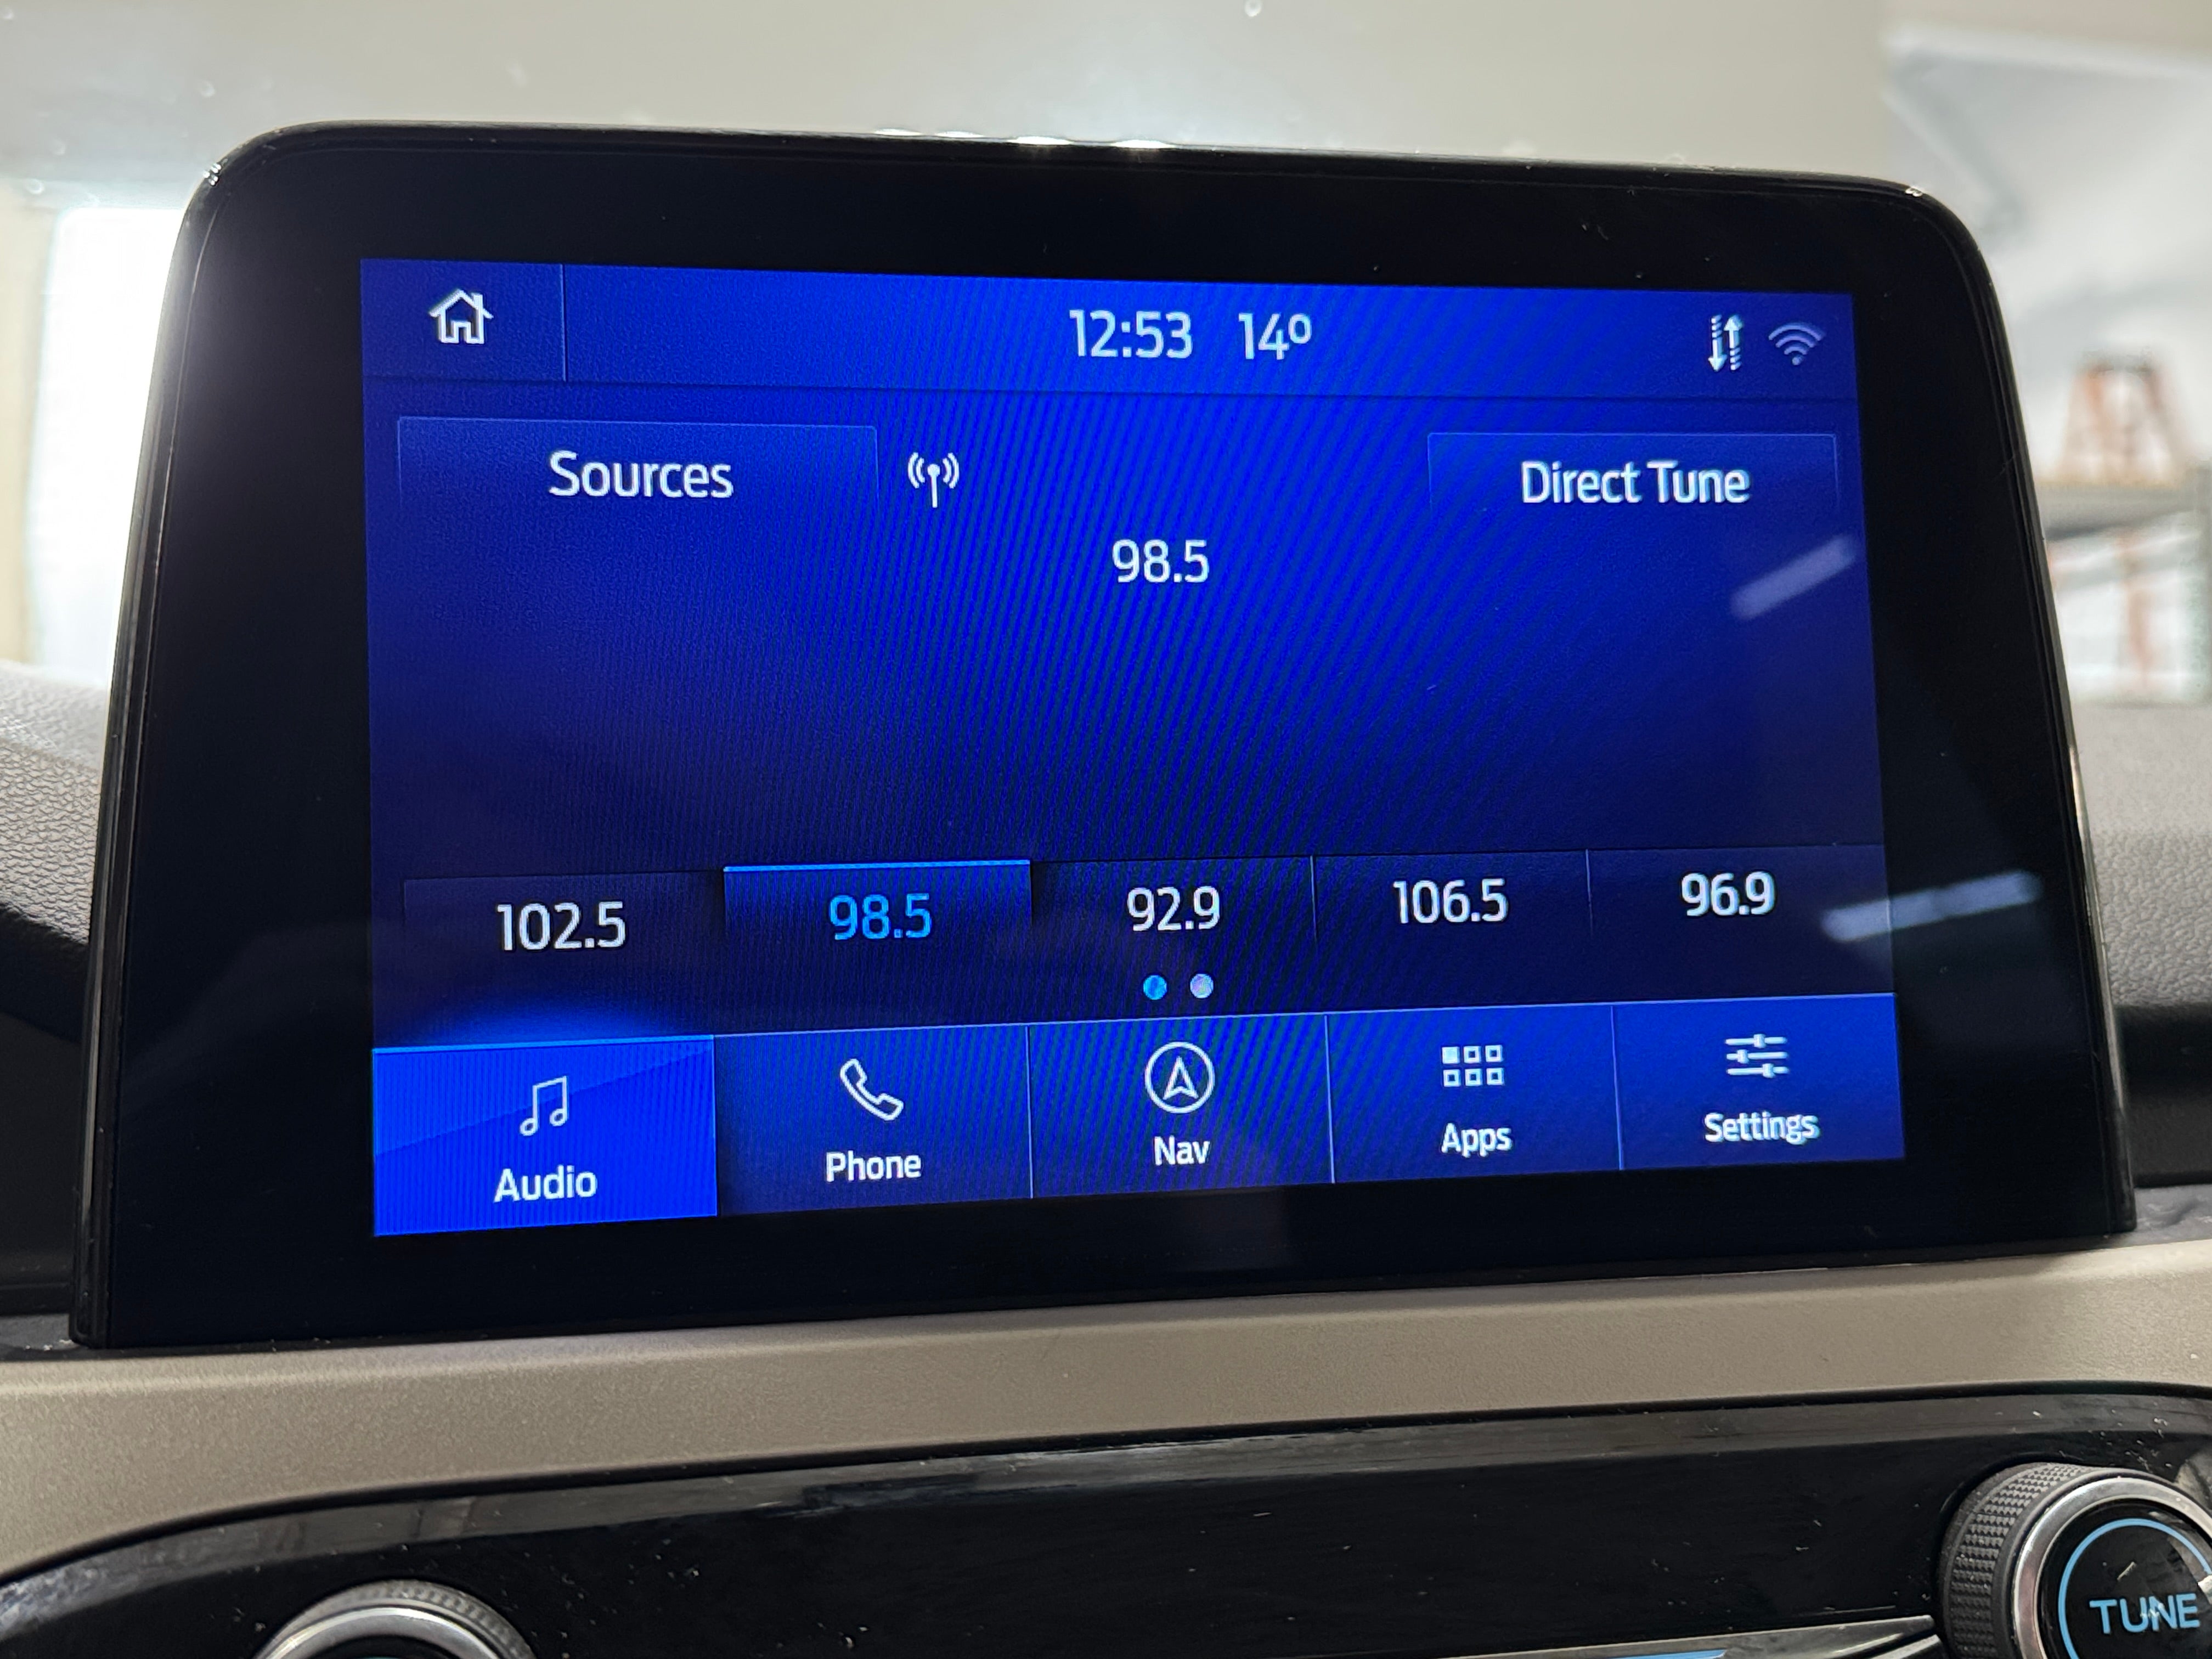 12:53 14º
Sources Direct Tune
98.5
102.5 98.5 92.9 106.5 96.9
Audio Phone Nav Apps Settings
TUNE